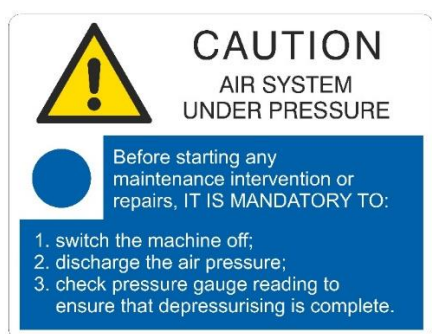 CAUTION
AIR SYSTEM
UNDER PRESSURE
Before starting any
maintenance intervention or
repairs, IT IS MANDATORY TO:
1. switch the machine off;
2. discharge the air pressure;
3. check pressure gauge reading to
ensure that depressurising is complete.